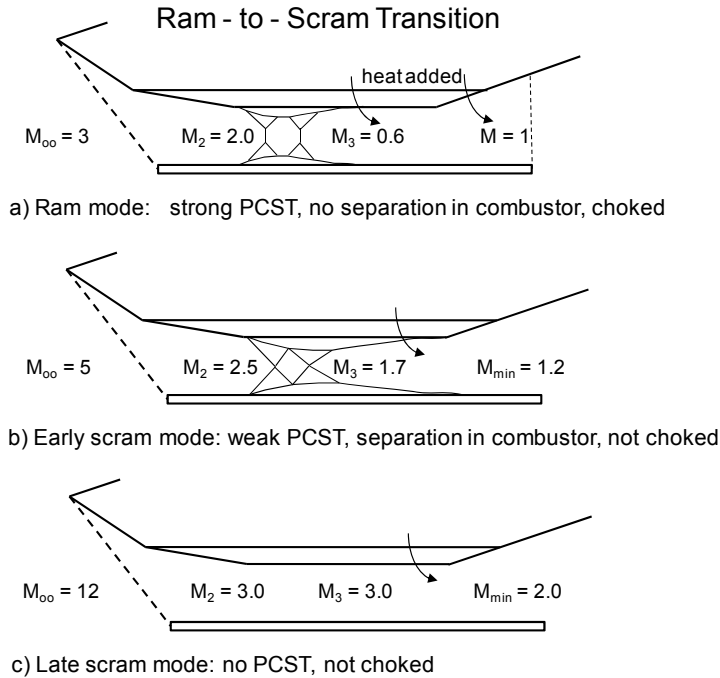 Ram - to - Scram Transition
heat added
M∞ = 3 M₂ = 2.0 M₃ = 0.6 M = 1
a) Ram mode: strong PCST, no separation in combustor, choked
M∞ = 5 M₂ = 2.5 M₃ = 1.7 Mmin = 1.2
b) Early scram mode: weak PCST, separation in combustor, not choked
M∞ = 12 M₂ = 3.0 M₃ = 3.0 Mmin = 2.0
c) Late scram mode: no PCST, not choked